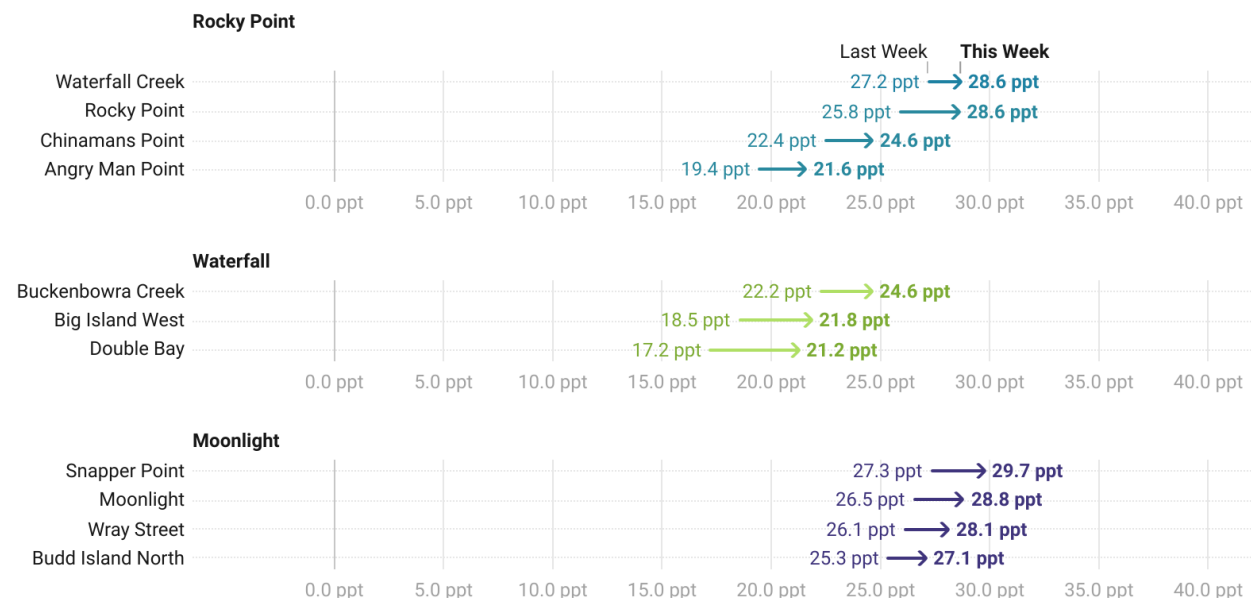 Rocky Point
Last Week This Week
Waterfall Creek 27.2 ppt 28.6 ppt
Rocky Point 25.8 ppt 28.6 ppt
Chinamans Point 22.4 ppt 24.6 ppt
Angry Man Point 19.4 ppt 21.6 ppt
0.0 ppt 5.0 ppt 10.0 ppt 15.0 ppt 20.0 ppt 25.0 ppt 30.0 ppt 35.0 ppt 40.0 ppt
Waterfall
Buckenbowra Creek 22.2 ppt 24.6 ppt
Big Island West 18.5 ppt 21.8 ppt
Double Bay 17.2 ppt 21.2 ppt
0.0 ppt 5.0 ppt 10.0 ppt 15.0 ppt 20.0 ppt 25.0 ppt 30.0 ppt 35.0 ppt 40.0 ppt
Moonlight
Snapper Point 27.3 ppt 29.7 ppt
Moonlight 26.5 ppt 28.8 ppt
Wray Street 26.1 ppt 28.1 ppt
Budd Island North 25.3 ppt 27.1 ppt
0.0 ppt 5.0 ppt 10.0 ppt 15.0 ppt 20.0 ppt 25.0 ppt 30.0 ppt 35.0 ppt 40.0 ppt